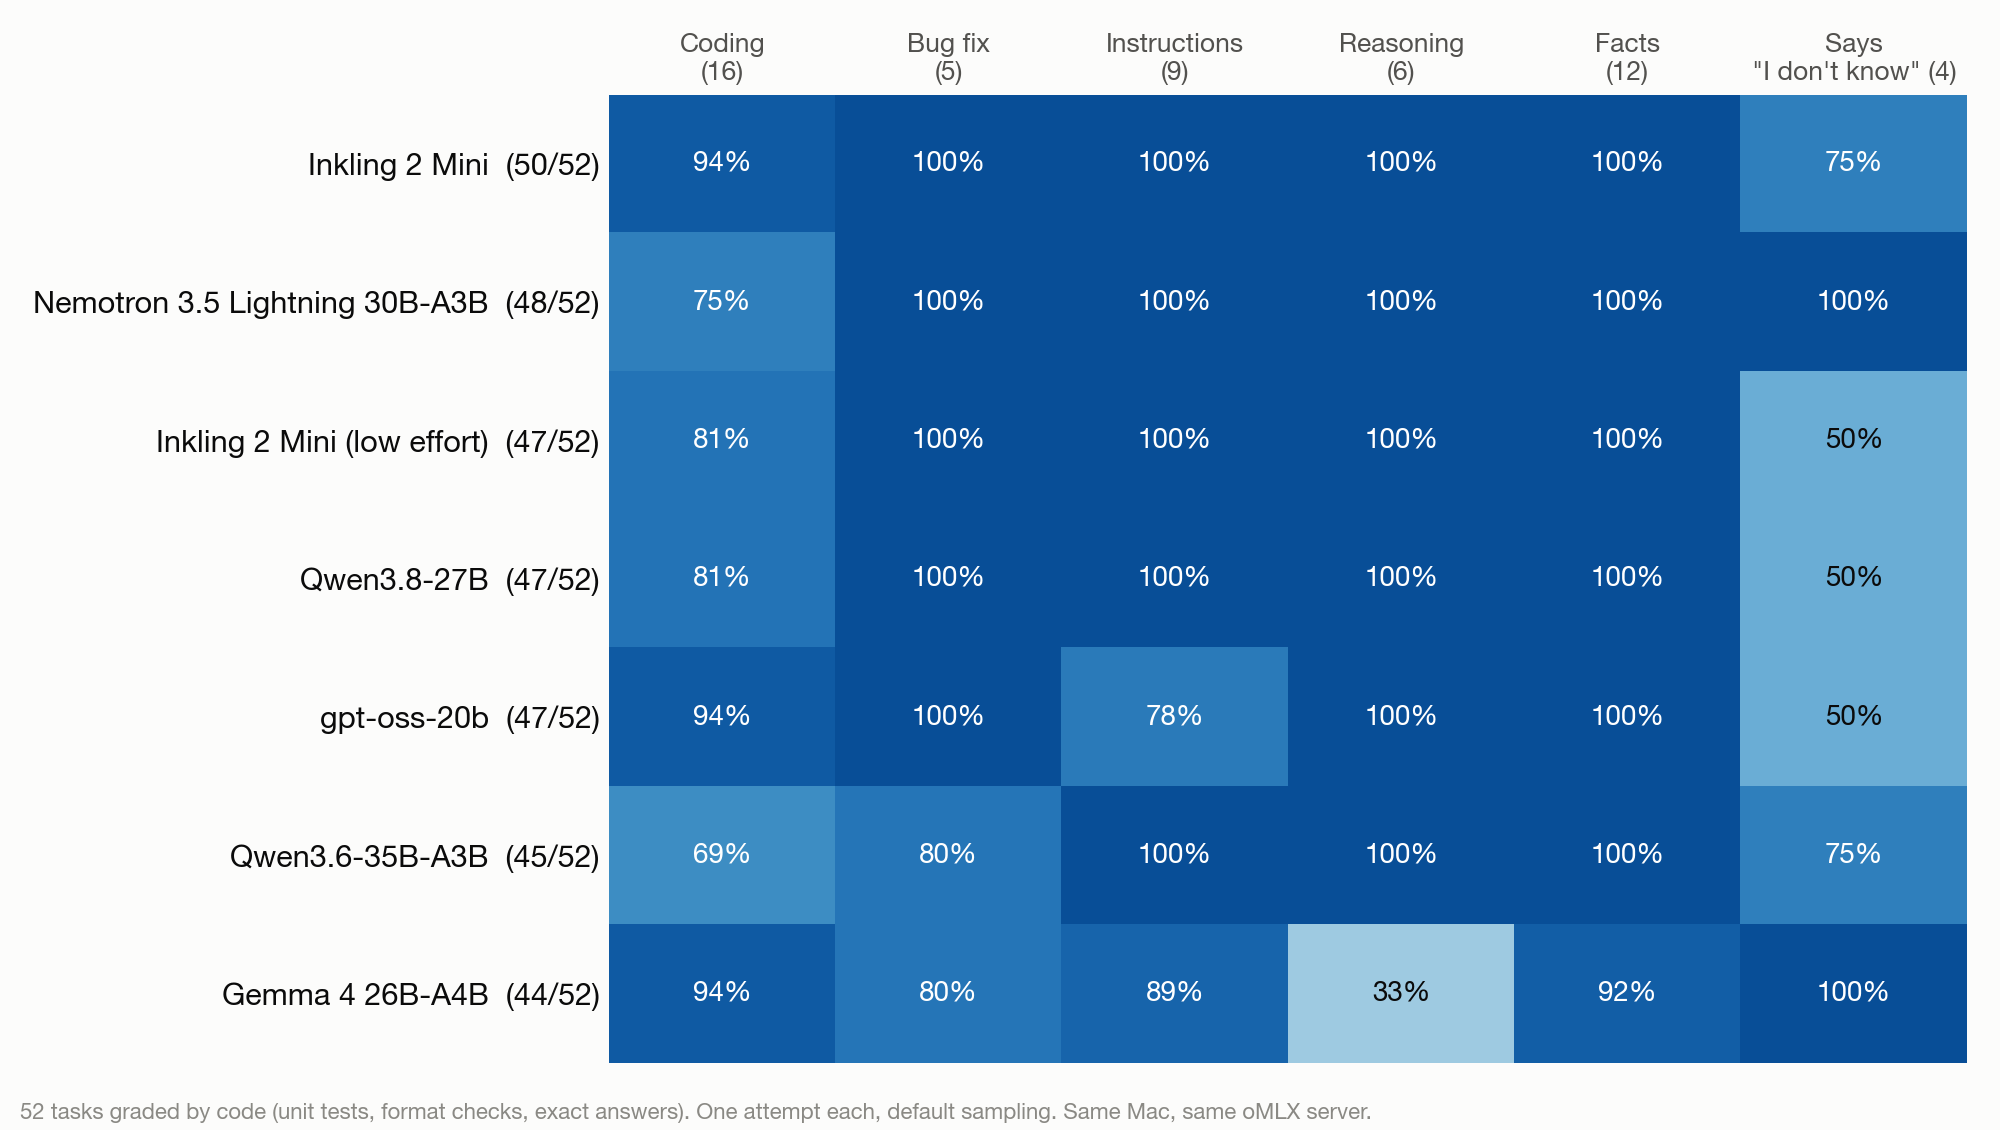 Coding
(16)
Bug fix
(5)
Instructions
(9)
Reasoning
(6)
Facts
(12)
Says
"I don't know" (4)
Inkling 2 Mini (50/52) 94% 100% 100% 100% 100% 75%
Nemotron 3.5 Lightning 30B-A3B (48/52) 75% 100% 100% 100% 100% 100%
Inkling 2 Mini (low effort) (47/52) 81% 100% 100% 100% 100% 50%
Qwen3.8-27B (47/52) 81% 100% 100% 100% 100% 50%
gpt-oss-20b (47/52) 94% 100% 78% 100% 100% 50%
Qwen3.6-35B-A3B (45/52) 69% 80% 100% 100% 100% 75%
Gemma 4 26B-A4B (44/52) 94% 80% 89% 33% 92% 100%
52 tasks graded by code (unit tests, format checks, exact answers). One attempt each, default sampling. Same Mac, same oMLX server.